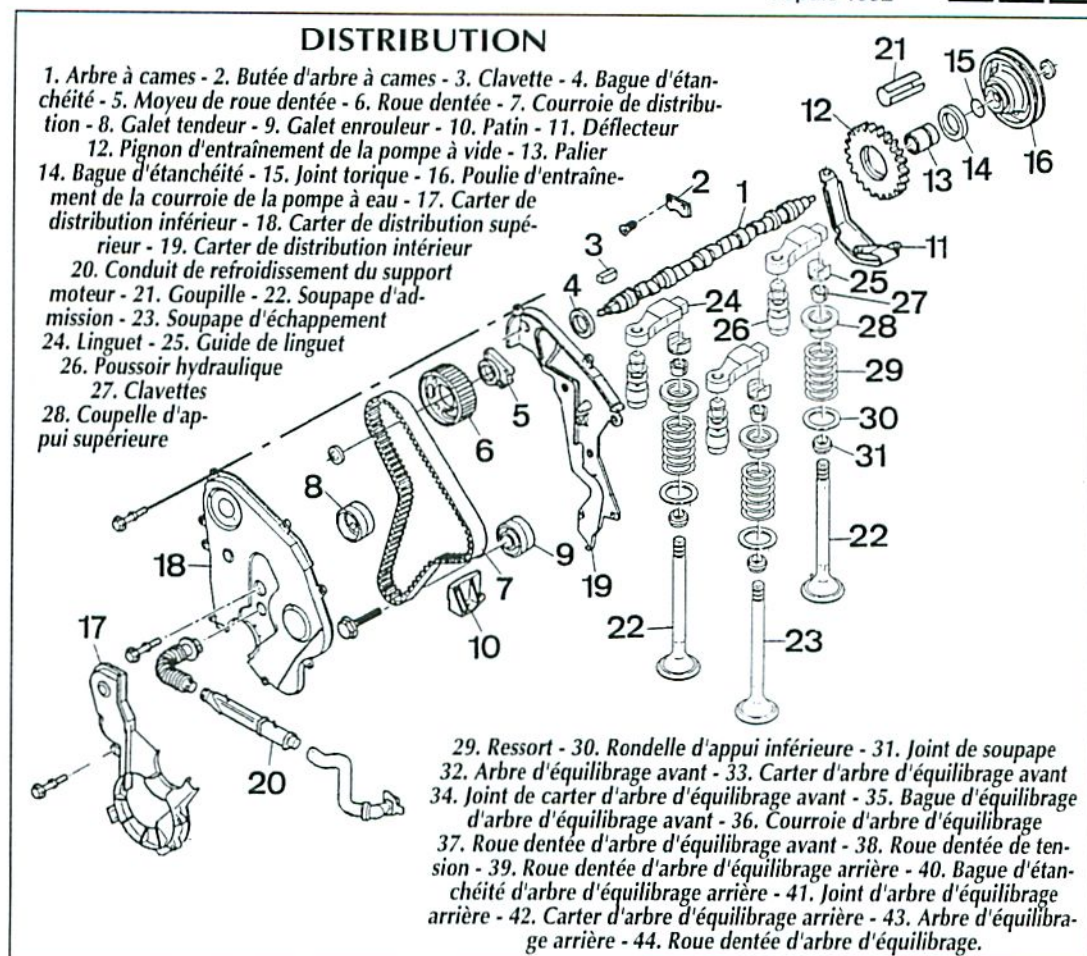 DISTRIBUTION
1. Arbre à cames - 2. Butée d'arbre à cames - 3. Clavette - 4. Bague d'étan-
chéité - 5. Moyeu de roue dentée - 6. Roue dentée - 7. Courroie de distribu-
tion - 8. Galet tendeur - 9. Galet enrouleur - 10. Patin - 11. Déflecteur
12. Pignon d'entraînement de la pompe à vide - 13. Palier
14. Bague d'étanchéité - 15. Joint torique - 16. Poulie d'entraîne-
ment de la courroie de la pompe à eau - 17. Carter de
distribution inférieur - 18. Carter de distribution supé-
rieur - 19. Carter de distribution intérieur
20. Conduit de refroidissement du support
moteur - 21. Goupille - 22. Soupape d'ad-
mission - 23. Soupape d'échappement
24. Linguet - 25. Guide de linguet
26. Poussoir hydraulique
27. Clavettes
28. Coupelle d'ap-
pui supérieure
21
15
12
2
1
13
14
16
3
11
4
24
25
27
26
28
5
29
6
30
8
31
18
9
7
19
22
17
10
22
23
20
29. Ressort - 30. Rondelle d'appui inférieure - 31. Joint de soupape
32. Arbre d'équilibrage avant - 33. Carter d'arbre d'équilibrage avant
34. Joint de carter d'arbre d'équilibrage avant - 35. Bague d'équilibrage
d'arbre d'équilibrage avant - 36. Courroie d'arbre d'équilibrage
37. Roue dentée d'arbre d'équilibrage avant - 38. Roue dentée de ten-
sion - 39. Roue dentée d'arbre d'équilibrage arrière - 40. Bague d'étan-
chéité d'arbre d'équilibrage arrière - 41. Joint d'arbre d'équilibrage
arrière - 42. Carter d'arbre d'équilibrage arrière - 43. Arbre d'équilibra-
ge arrière - 44. Roue dentée d'arbre d'équilibrage.